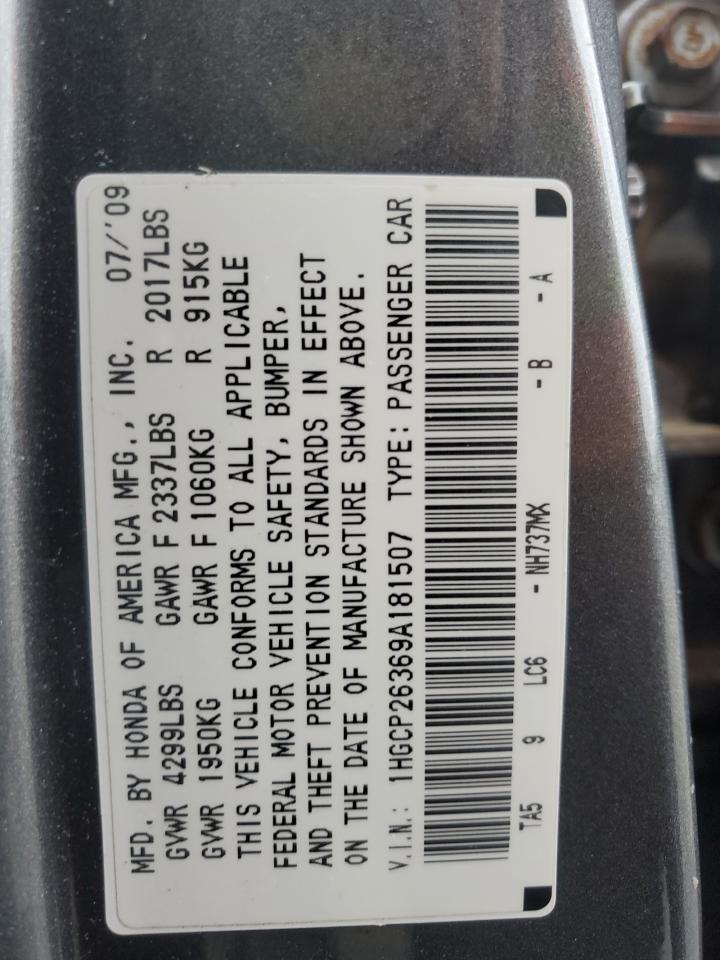 MFD. BY HONDA OF AMERICA MFG., INC. 07/'09
GVWR 4299LBS GAWR F 2337LBS R 2017LBS
GVWR 1950KG GAWR F 1060KG R 915KG
THIS VEHICLE CONFORMS TO ALL APPLICABLE
FEDERAL MOTOR VEHICLE SAFETY, BUMPER,
AND THEFT PREVENTION STANDARDS IN EFFECT
ON THE DATE OF MANUFACTURE SHOWN ABOVE.
V.I.N.: 1HGCP26369A181507 TYPE: PASSENGER CAR
TA5 9 LC6 - NH737MX - B - A